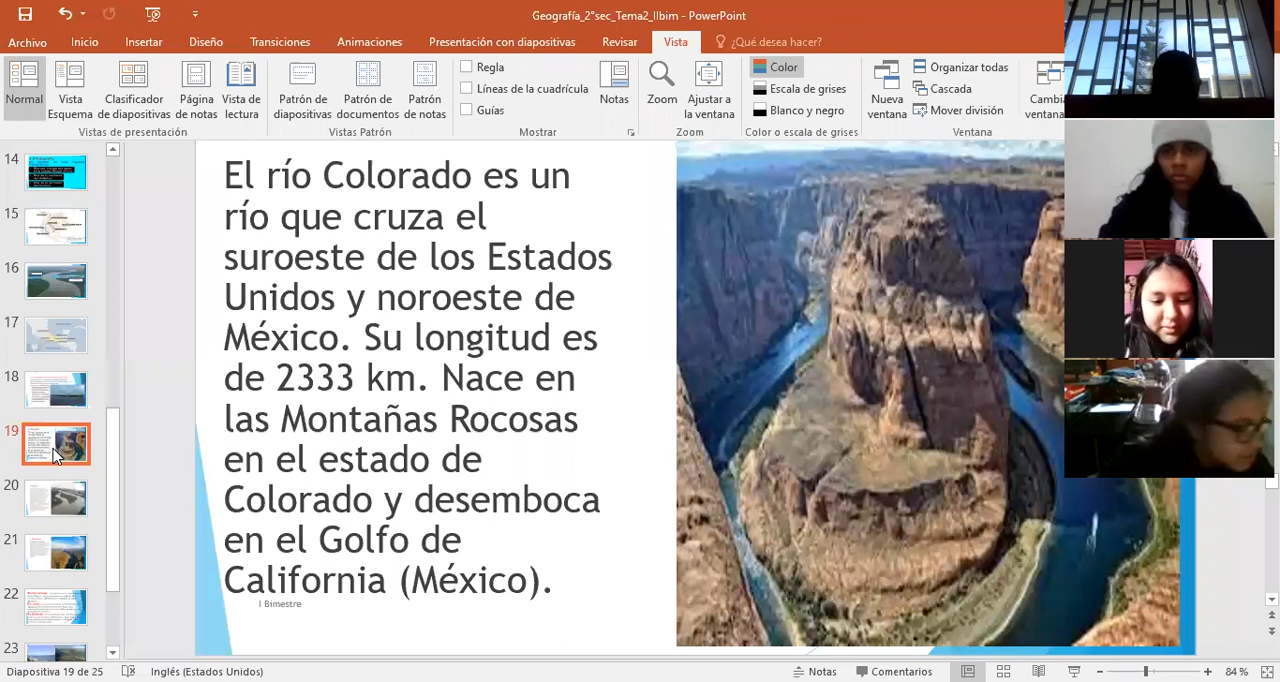 Geografía_2°sec_Tema2_IIbim - PowerPoint
Archivo Inicio Insertar Diseño Transiciones Animaciones Presentación con diapositivas Revisar Vista ¿Qué desea hacer?
Normal
Vista Esquema
Clasificador de diapositivas
Página de notas
Vista de lectura
Vistas de presentación
Patrón de diapositivas
Patrón de documentos
Patrón de notas
Vistas Patrón
Regla
Líneas de la cuadrícula
Guías
Mostrar
Notas
Zoom
Ajustar a la ventana
Zoom
Color
Escala de grises
Blanco y negro
Color o escala de grises
Nueva ventana
Organizar todas
Cascada
Mover división
Ventana
14
15
16
17
18
19
20
21
22
23
El río Colorado es un
río que cruza el
suroeste de los Estados
Unidos y noroeste de
México. Su longitud es
de 2333 km. Nace en
las Montañas Rocosas
en el estado de
Colorado y desemboca
en el Golfo de
California (México).
I Bimestre
Diapositiva 19 de 25 Inglés (Estados Unidos) Notas Comentarios 84 %